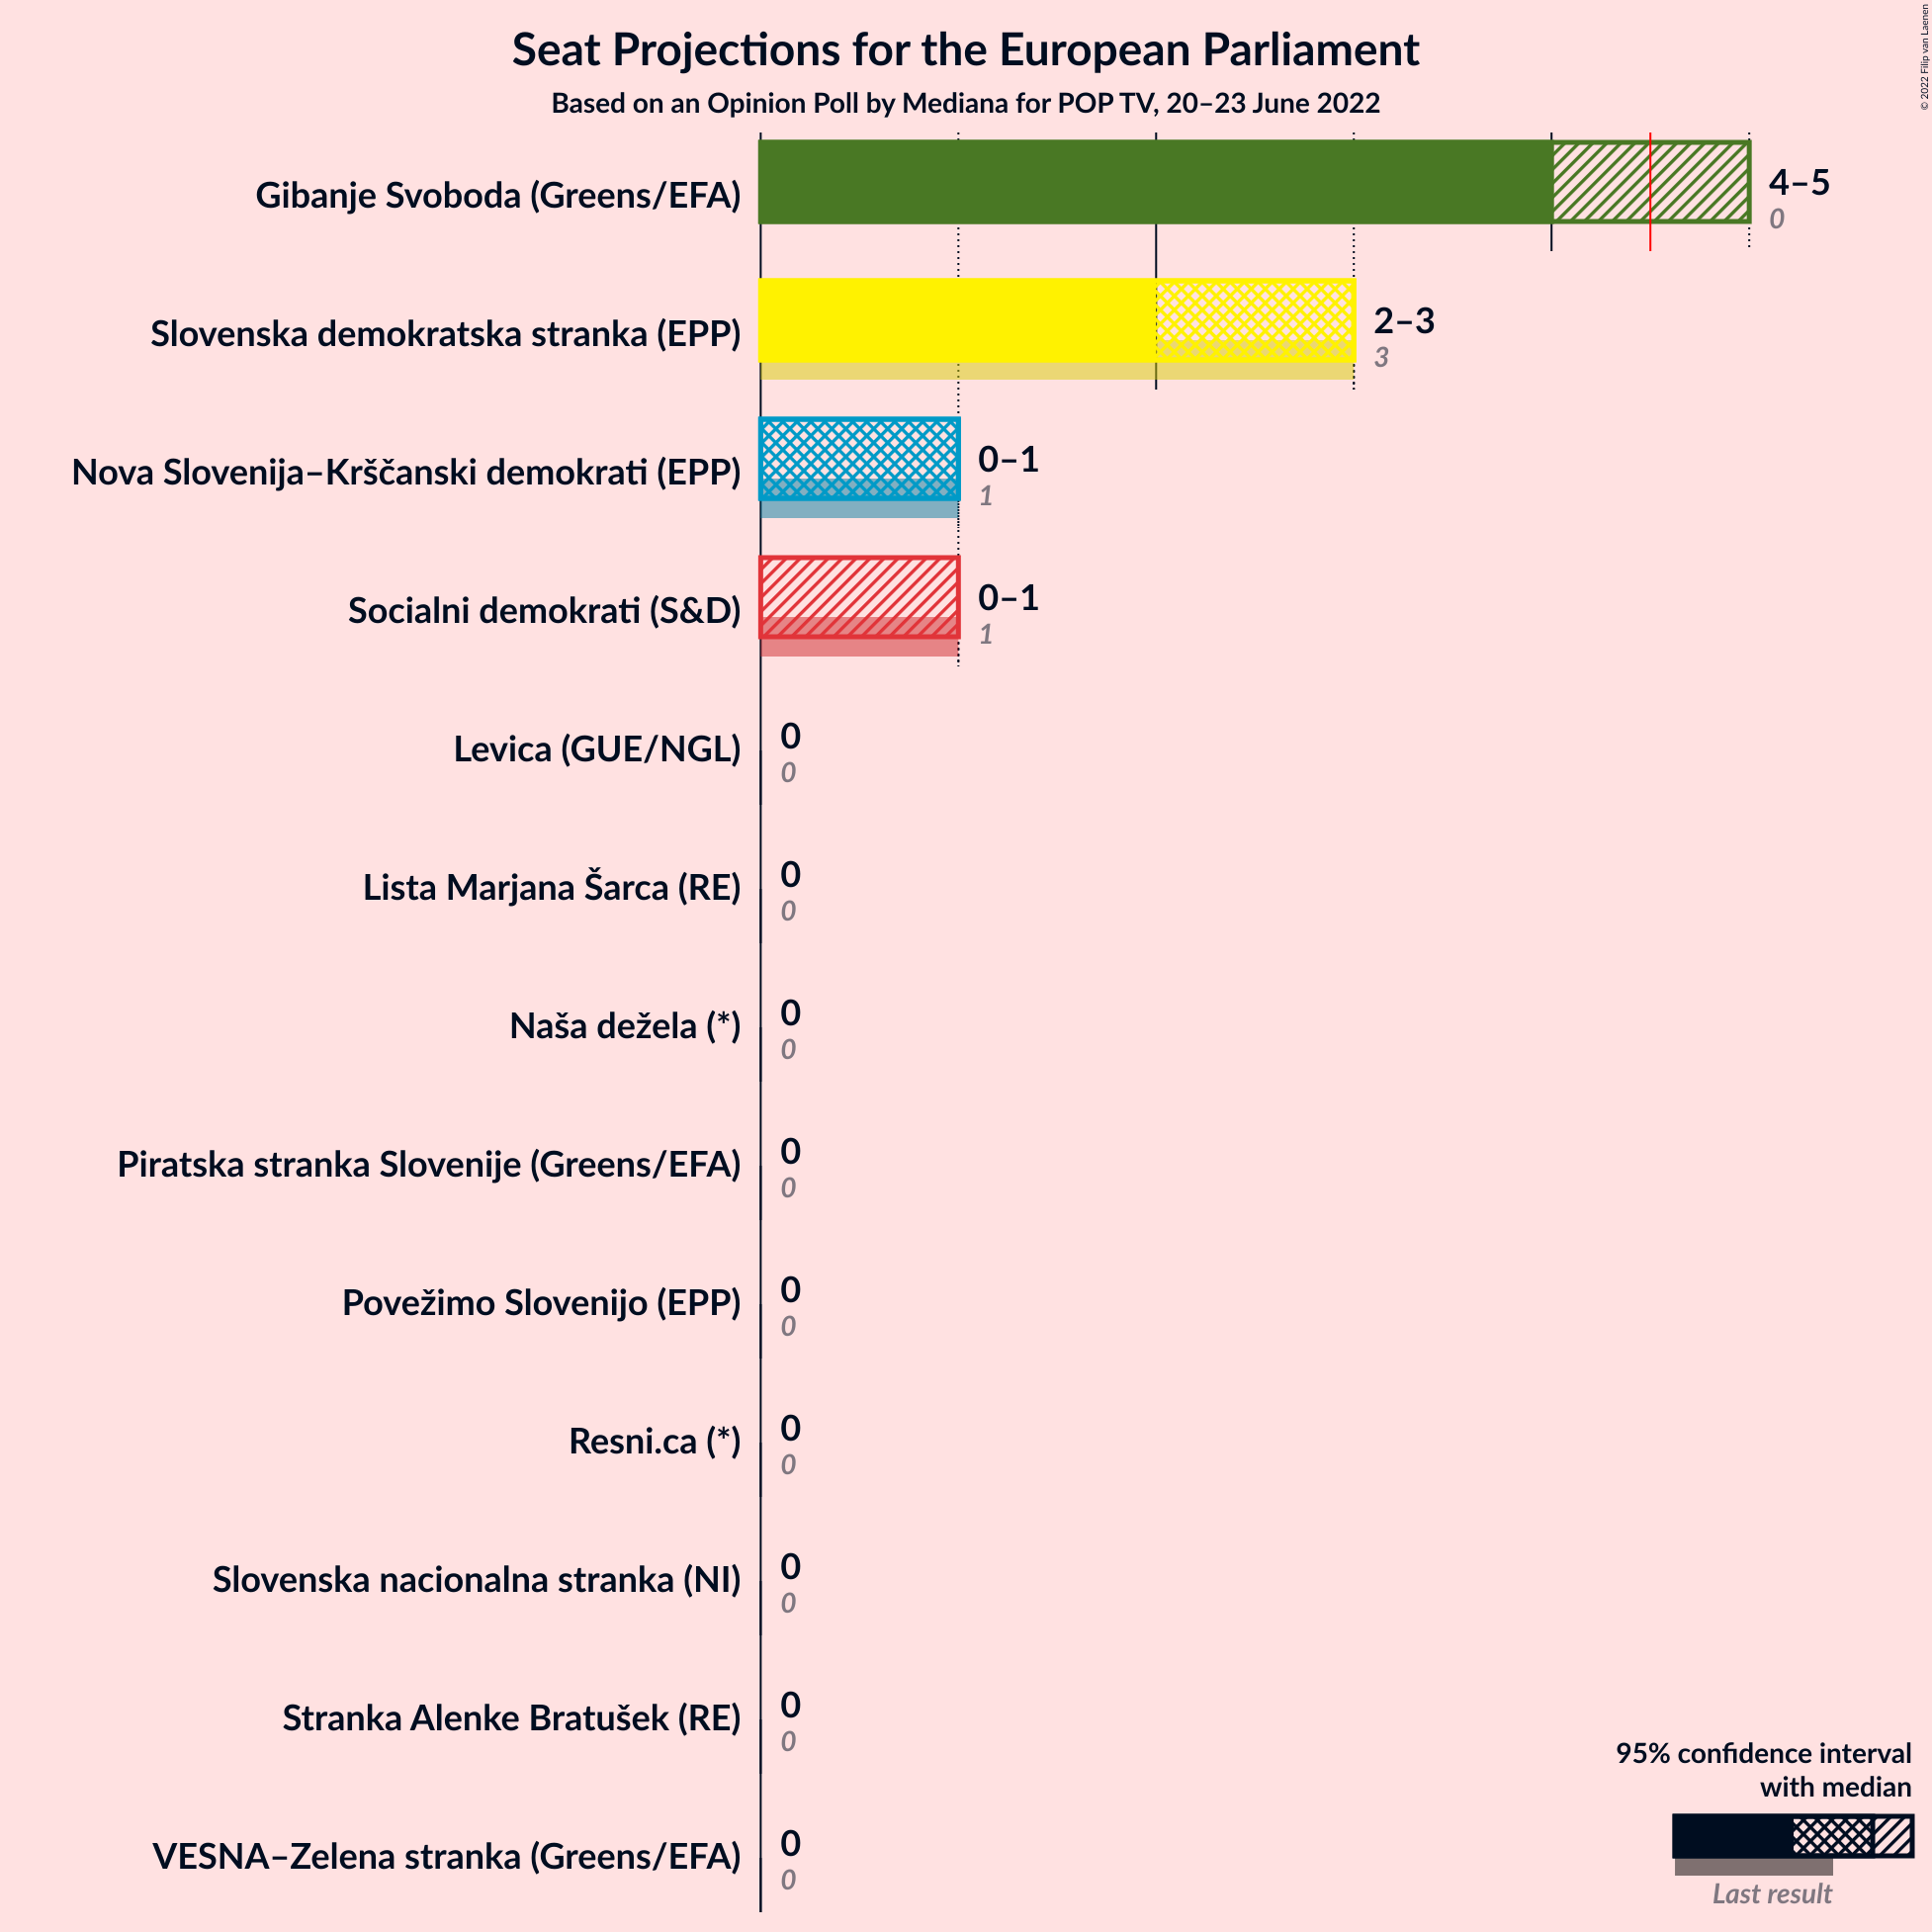 Seat Projections for the European Parliament
Based on an Opinion Poll by Mediana for POP TV, 20–23 June 2022
© 2022 Filip van Laenen
Gibanje Svoboda (Greens/EFA)
4–5
0
Slovenska demokratska stranka (EPP)
2–3
3
Nova Slovenija–Krščanski demokrati (EPP)
0–1
1
Socialni demokrati (S&D)
0–1
1
Levica (GUE/NGL)
0
0
Lista Marjana Šarca (RE)
0
0
Naša dežela (*)
0
0
Piratska stranka Slovenije (Greens/EFA)
0
0
Povežimo Slovenijo (EPP)
0
0
Resni.ca (*)
0
0
Slovenska nacionalna stranka (NI)
0
0
Stranka Alenke Bratušek (RE)
0
0
VESNA–Zelena stranka (Greens/EFA)
0
0
95% confidence interval
with median
Last result